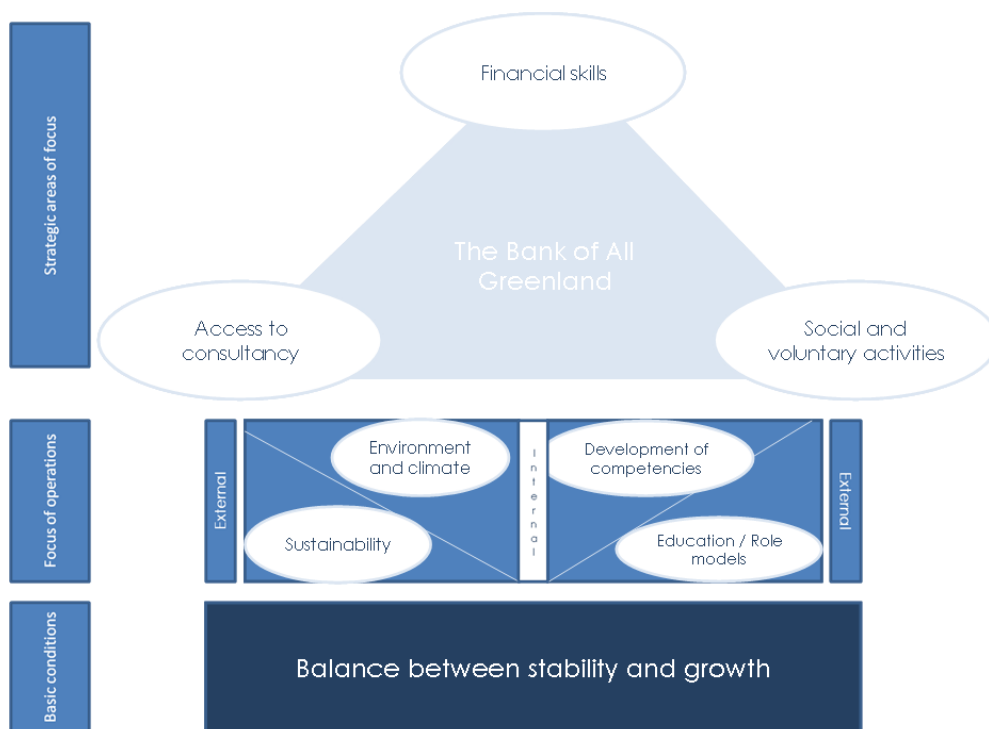 Strategic areas of focus
Financial skills
The Bank of All
Greenland
Access to
consultancy
Social and
voluntary activities
Focus of operations
External
Environment
and climate
Sustainability
Internal
Development of
competencies
Education / Role
models
External
Basic conditions
Balance between stability and growth